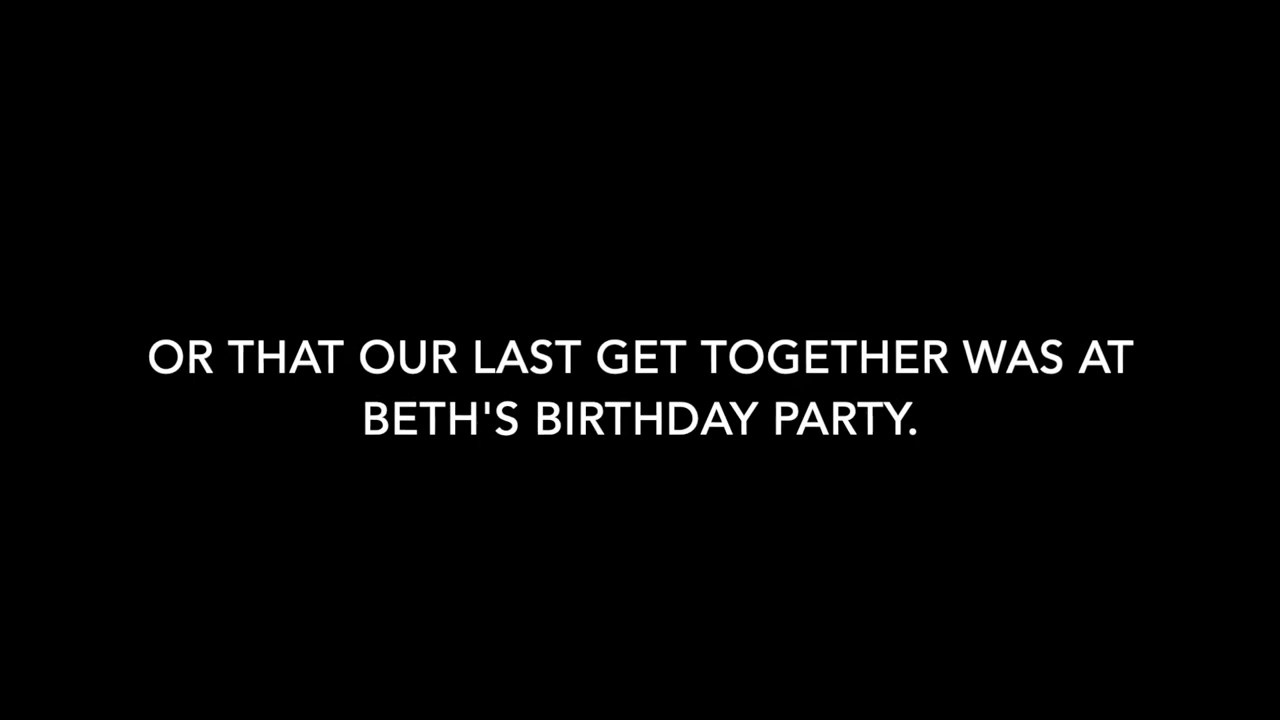 OR THAT OUR LAST GET TOGETHER WAS AT
BETH'S BIRTHDAY PARTY.